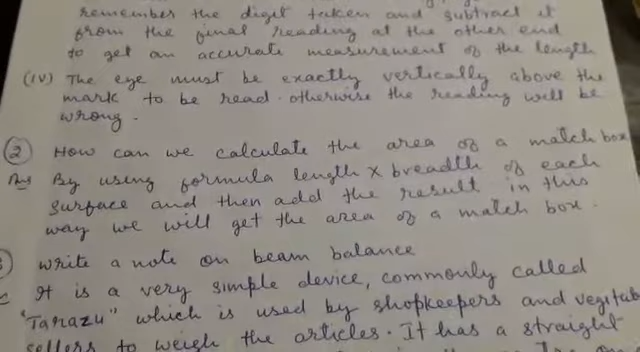 remember the digit taken and subtract it
from the final reading at the other end
to get an accurate measurement of the length
(iv) The eye must be exactly vertically above the
mark to be read. otherwise the reading will be
wrong.
② How can we calculate the area of a match box
Ans By using formula length x breadth of each
surface and then add the result in this
way we will get the area of a match box.
write a note on beam balance
It is a very simple device, commonly called
"Tarazu" which is used by shopkeepers and vegitab
sellers to weigh the articles. It has a straight